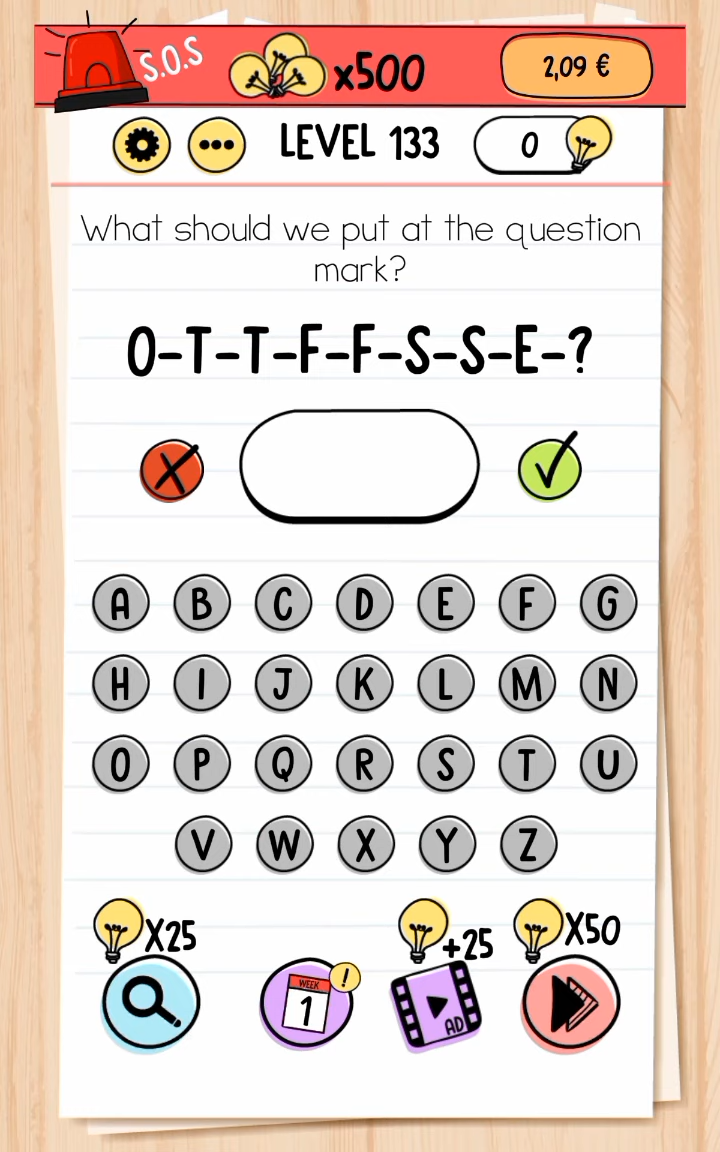 S.O.S x500 2,09 €
LEVEL 133 0
What should we put at the question
mark?
O-T-T-F-F-S-S-E-?
A B C D E F G
H I J K L M N
O P Q R S T U
V W X Y Z
X25 +25 X50
WEEK
1 !
AD